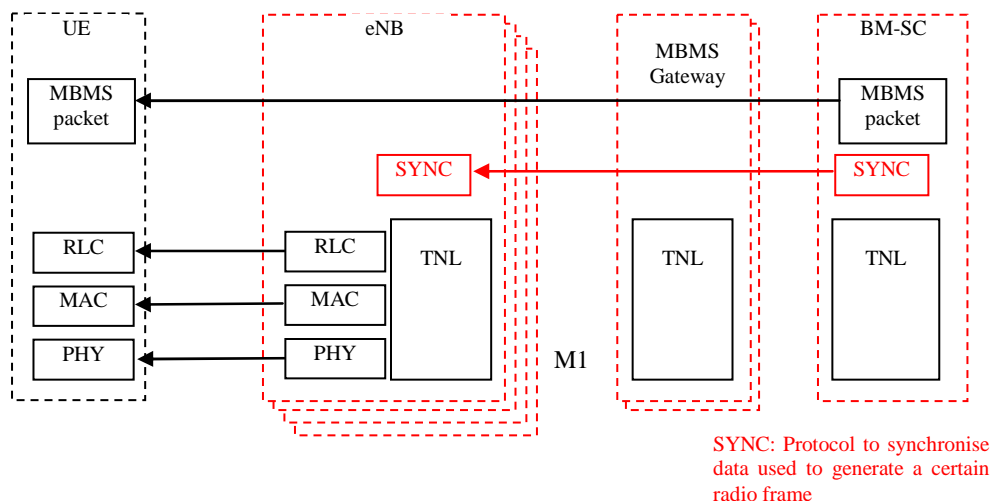 UE
eNB
MBMS
Gateway
BM-SC
MBMS
packet
MBMS
packet
SYNC
SYNC
RLC
RLC
TNL
TNL
TNL
MAC
MAC
PHY
PHY
M1
SYNC: Protocol to synchronise
data used to generate a certain
radio frame